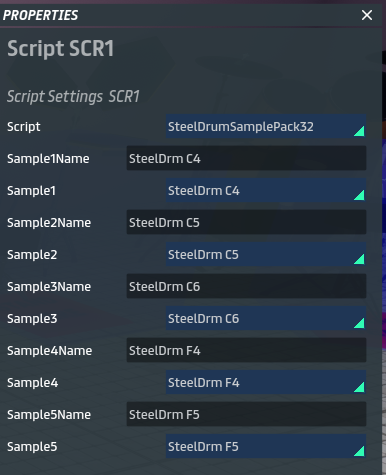 PROPERTIES
Script SCR1
Script Settings SCR1
Script SteelDrumSamplePack32
Sample1Name SteelDrm C4
Sample1 SteelDrm C4
Sample2Name SteelDrm C5
Sample2 SteelDrm C5
Sample3Name SteelDrm C6
Sample3 SteelDrm C6
Sample4Name SteelDrm F4
Sample4 SteelDrm F4
Sample5Name SteelDrm F5
Sample5 SteelDrm F5